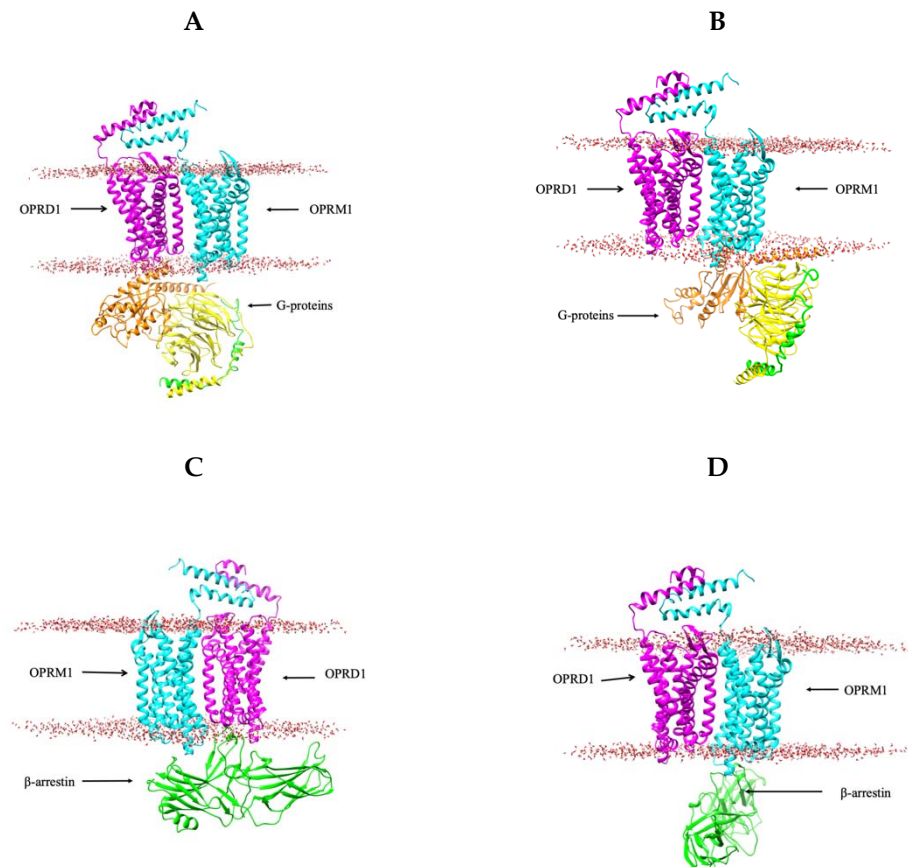 A
B
OPRD1
OPRM1
G-proteins
OPRD1
OPRM1
G-proteins
C
D
OPRM1
OPRD1
β-arrestin
OPRD1
OPRM1
β-arrestin